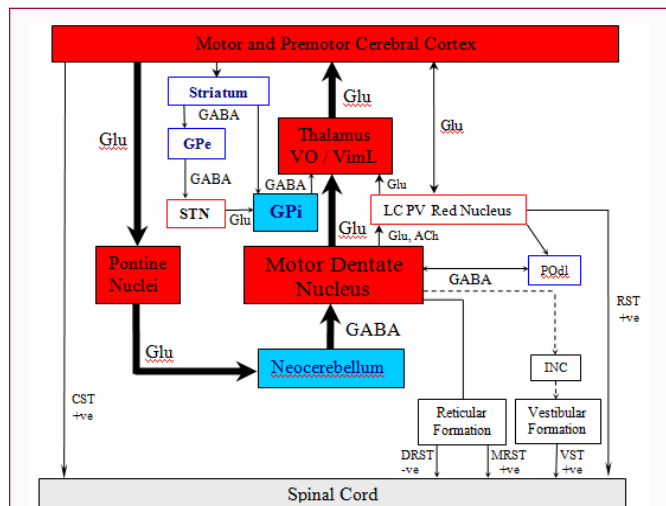 Motor and Premotor Cerebral Cortex
Striatum
Glu
GABA
Glu
Glu
GPe
Thalamus
VO / VimL
GABA
GABA
Glu
STN
Glu
GPi
LC PV Red Nucleus
Glu
Glu, ACh
Pontine
Nuclei
Motor Dentate
Nucleus
POdl
GABA
RST
+ve
GABA
Glu
Neocerebellum
INC
CST
+ve
Reticular
Formation
Vestibular
Formation
DRST
-ve
MRST
+ve
VST
+ve
Spinal Cord